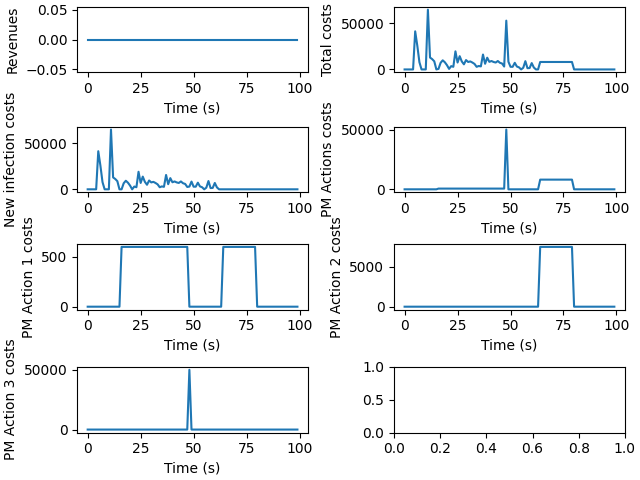 Revenues
0.05
0.00
−0.05
0 25 50 75 100
Time (s)
Total costs
50000
0
0 25 50 75 100
Time (s)
New infection costs
50000
0
0 25 50 75 100
Time (s)
PM Actions costs
50000
0
0 25 50 75 100
Time (s)
PM Action 1 costs
500
0
0 25 50 75 100
Time (s)
PM Action 2 costs
5000
0
0 25 50 75 100
Time (s)
PM Action 3 costs
50000
0
0 25 50 75 100
Time (s)
1.0
0.5
0.0
0.0 0.2 0.4 0.6 0.8 1.0